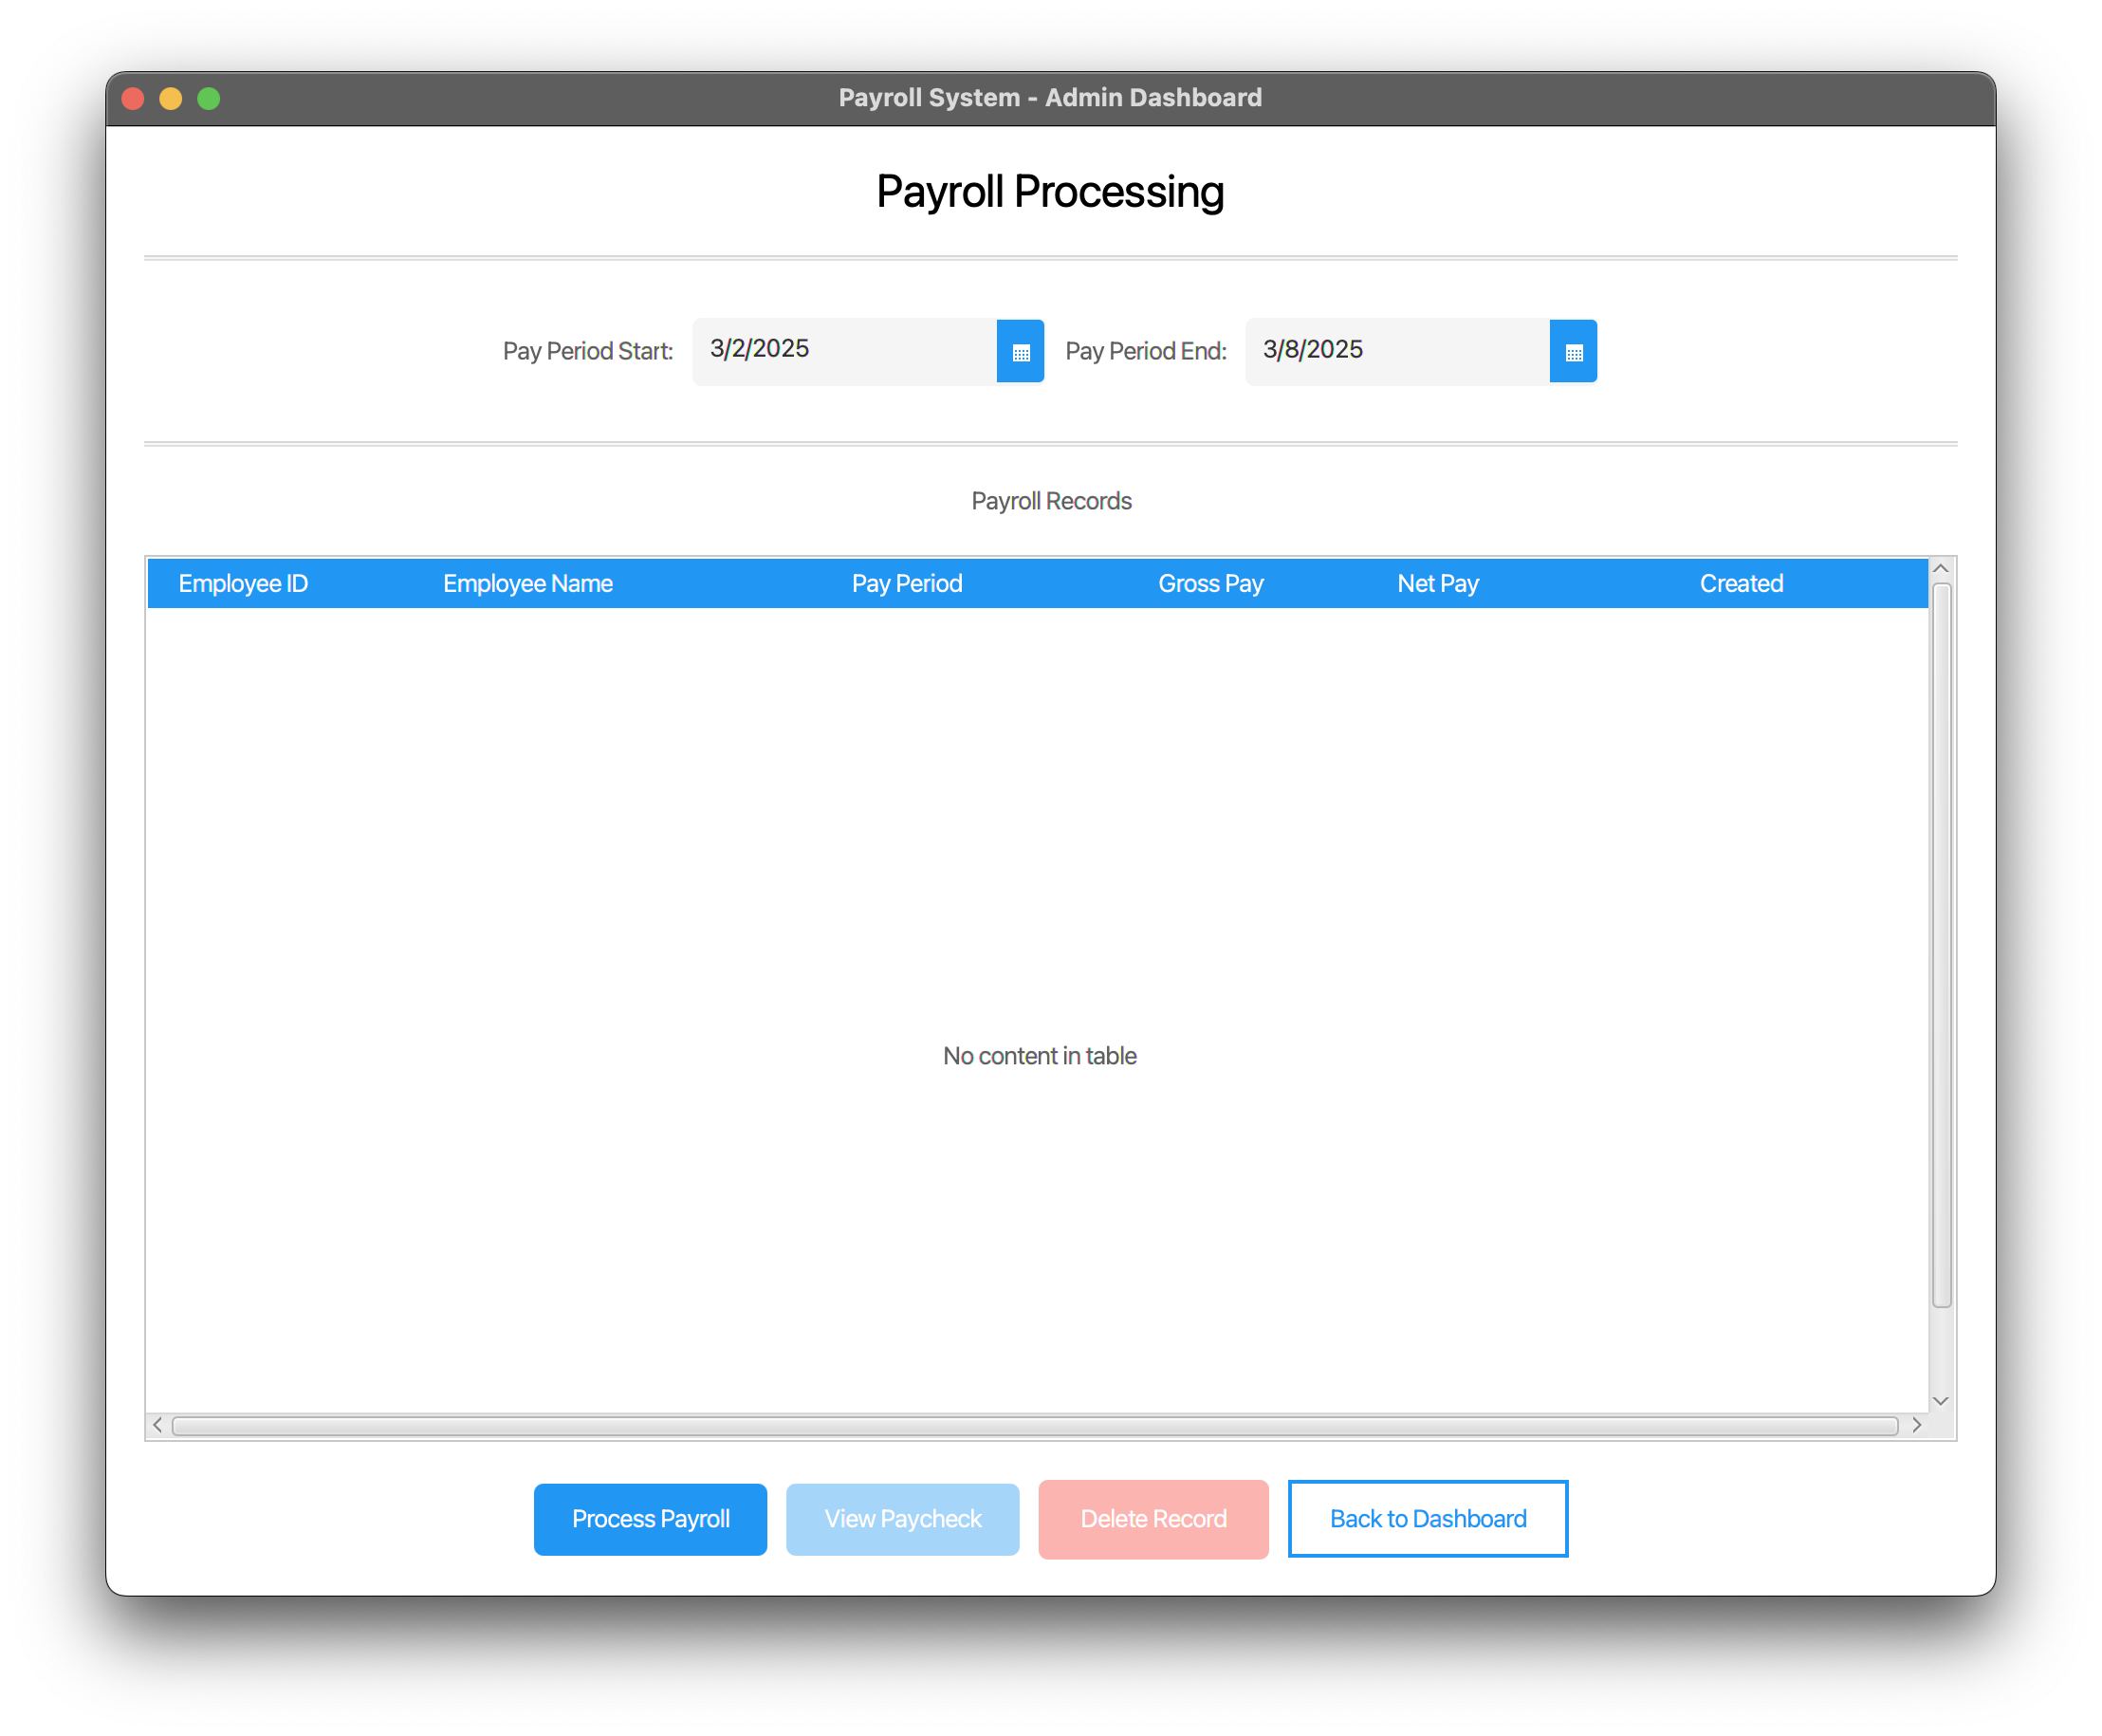 Payroll System - Admin Dashboard
Payroll Processing
Pay Period Start: 3/2/2025 Pay Period End: 3/8/2025
Payroll Records
Employee ID Employee Name Pay Period Gross Pay Net Pay Created
No content in table
Process Payroll View Paycheck Delete Record Back to Dashboard